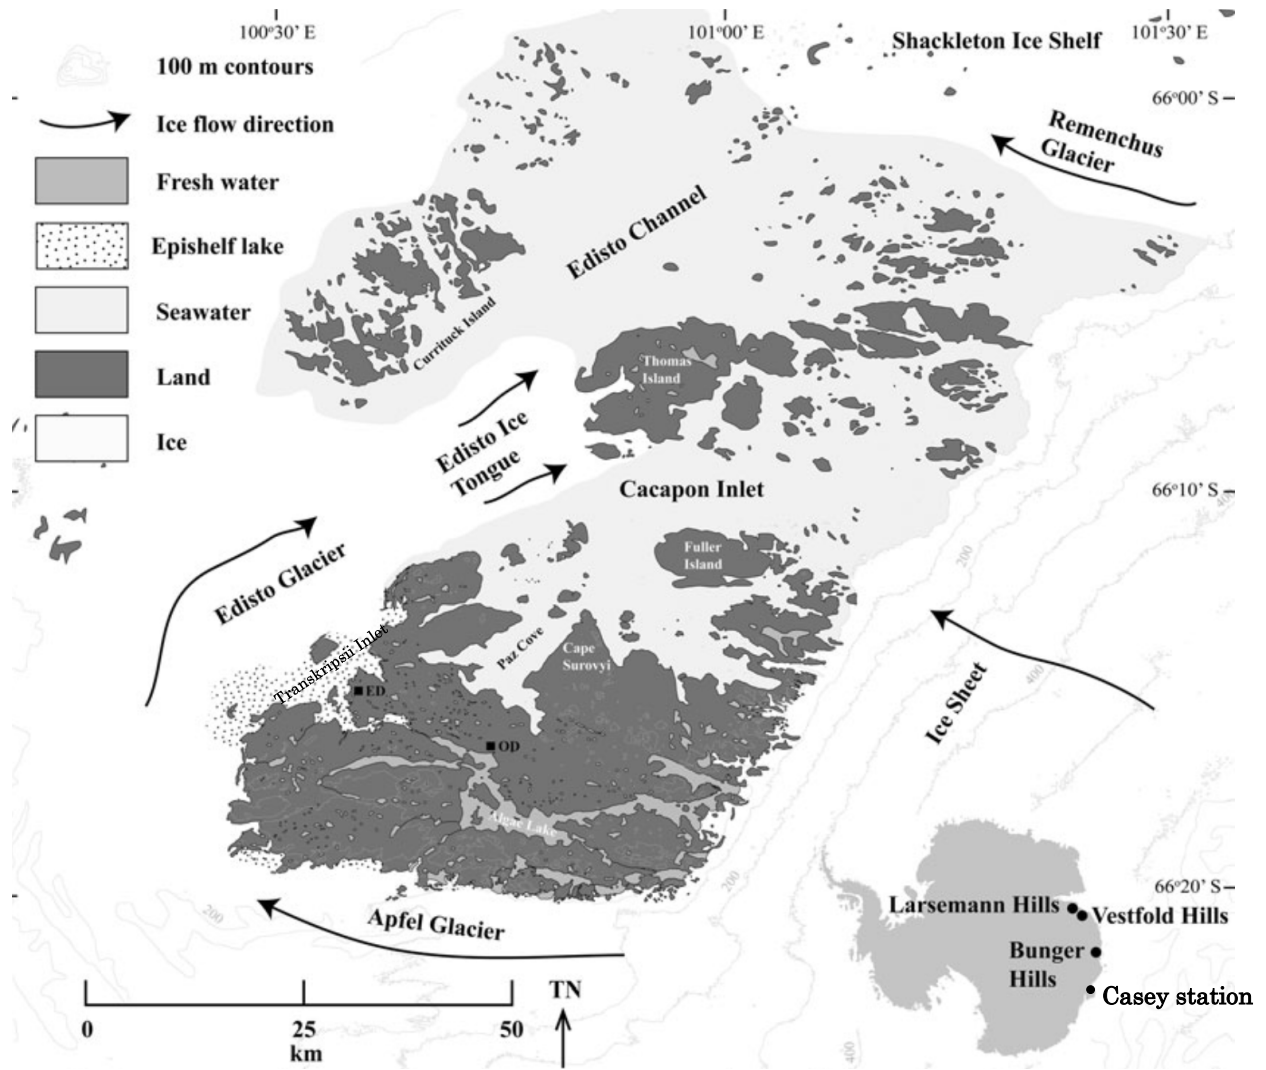 100°30' E
101°00' E
101°30' E
Shackleton Ice Shelf
100 m contours
66°00' S
Ice flow direction
Remenchus
Glacier
Fresh water
Epishelf lake
Edisto Channel
Seawater
Currituck Island
Land
Thomas
Island
Ice
Edisto Ice
Tongue
Cacapon Inlet
66°10' S
400
200
Fuller
Island
Edisto Glacier
Transkripsii Inlet
Paz Cove
Cape
Surovyi
400
Ice Sheet
ED
OD
Algae Lake
200
200
66°20' S
Apfel Glacier
Larsemann Hills
Vestfold Hills
Bunger
Hills
Casey station
TN
0
25
50
km
400